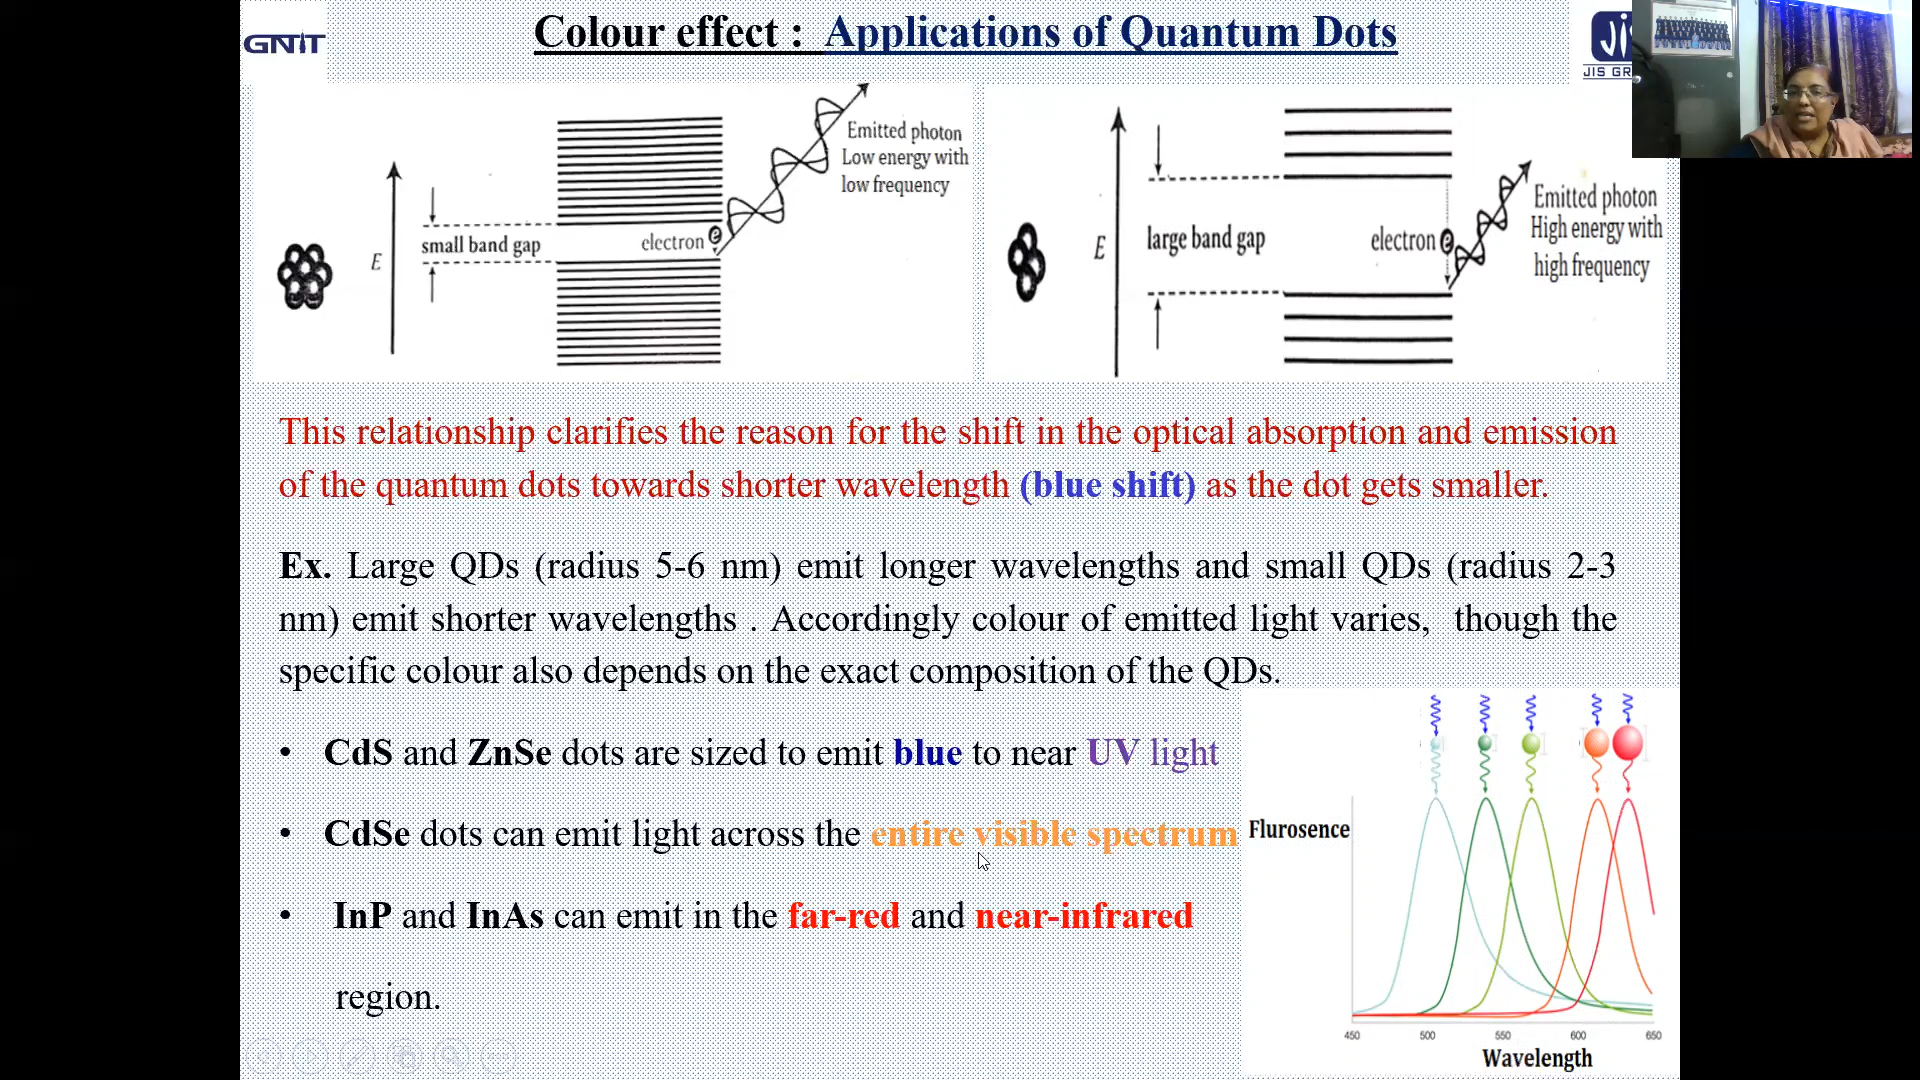 GNIT
Colour effect : Applications of Quantum Dots
JIS GR
E
small band gap
electron e
Emitted photon
Low energy with
low frequency
E
large band gap
electron e
Emitted photon
High energy with
high frequency
This relationship clarifies the reason for the shift in the optical absorption and emission
of the quantum dots towards shorter wavelength (blue shift) as the dot gets smaller.
Ex. Large QDs (radius 5-6 nm) emit longer wavelengths and small QDs (radius 2-3
nm) emit shorter wavelengths . Accordingly colour of emitted light varies, though the
specific colour also depends on the exact composition of the QDs.
• CdS and ZnSe dots are sized to emit blue to near UV light
• CdSe dots can emit light across the entire visible spectrum
• InP and InAs can emit in the far-red and near-infrared
region.
Flurosence
450 500 550 600 650
Wavelength